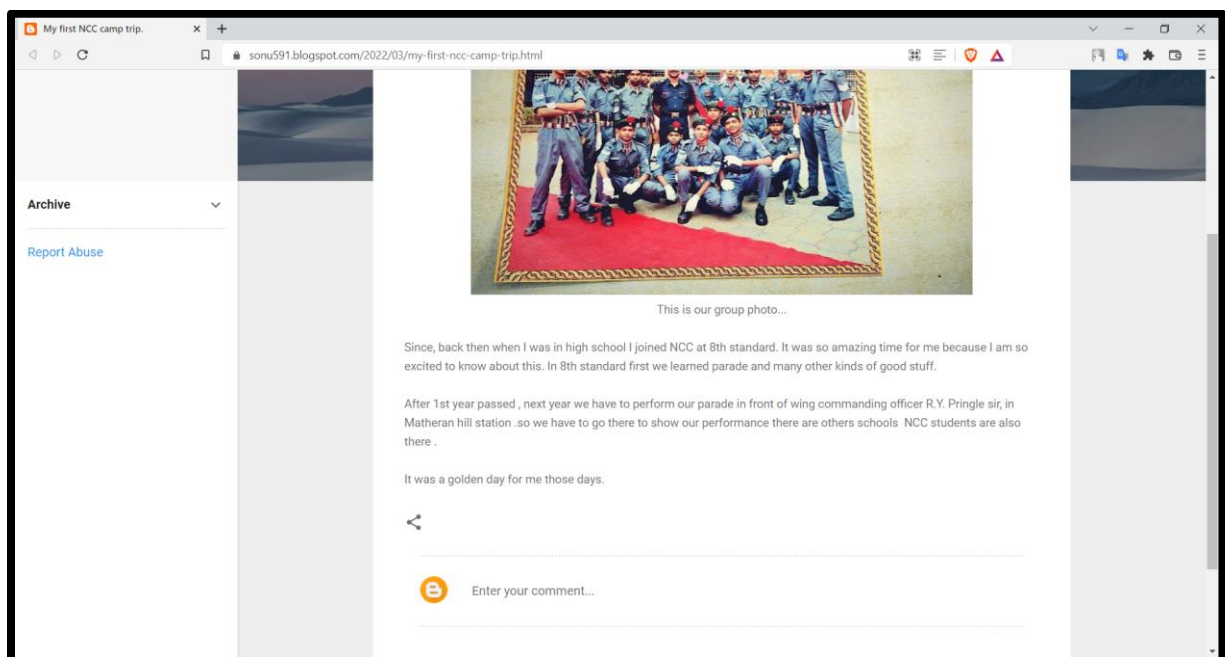 My first NCC camp trip.
sonu591.blogspot.com/2022/03/my-first-ncc-camp-trip.html
Archive
Report Abuse
This is our group photo...
Since, back then when I was in high school I joined NCC at 8th standard. It was so amazing time for me because I am so
excited to know about this. In 8th standard first we learned parade and many other kinds of good stuff.
After 1st year passed , next year we have to perform our parade in front of wing commanding officer R.Y. Pringle sir, in
Matheran hill station .so we have to go there to show our performance there are others schools  NCC students are also
there .
It was a golden day for me those days.
Enter your comment...